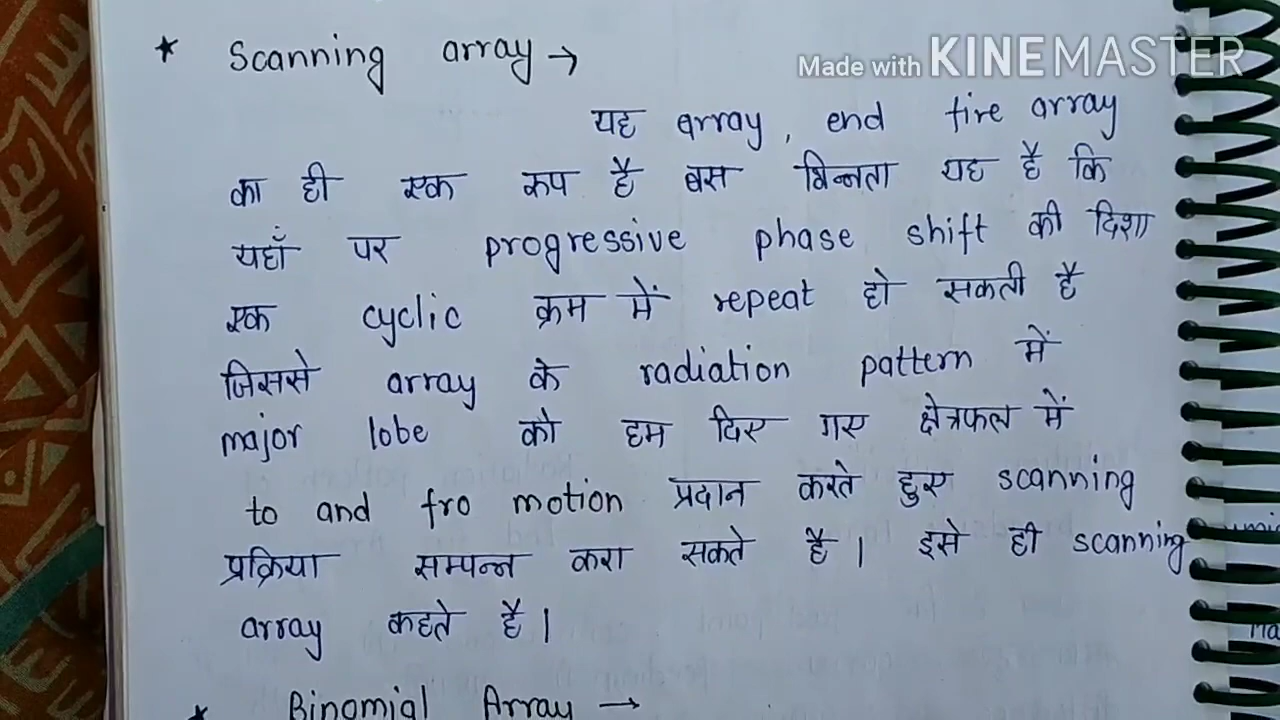 Made with KINEMASTER
* Scanning array →
यह array, end fire array
का ही एक रूप है बस भिन्नता यह है कि
यहाँ पर progressive phase shift की दिशा
एक cyclic क्रम में repeat हो सकती है
जिससे array के radiation pattern में
major lobe को हम दिए गए क्षेत्रफल में
to and fro motion प्रदान करते हुए scanning
प्रक्रिया सम्पन्न करा सकते है। इसे ही scanning
array कहते है।
* Binomial Array →